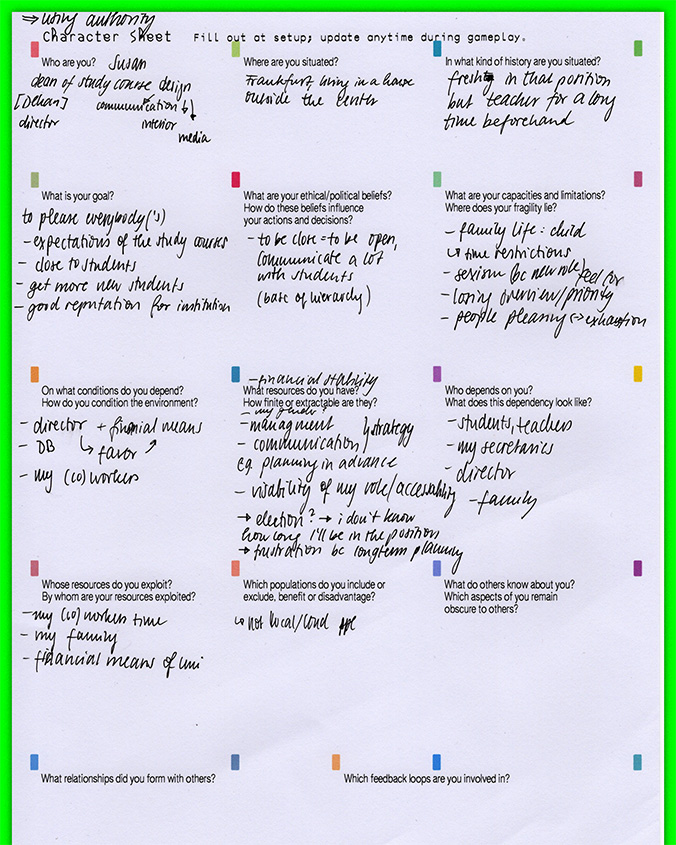 ⇒ using authority
Character Sheet Fill out at setup; update anytime during gameplay.
Who are you? Susan
dean of study course design
[Dekan] communication
director interior
media
Where are you situated?
Frankfurt living in a house
outside the center
In what kind of history are you situated?
fresh in that position
but teacher for a long
time beforehand
What is your goal?
to please everybody('s)
- expectations of the study courses
- close to students
- get more new students
- good reputation for institution
What are your ethical/political beliefs?
How do these beliefs influence
your actions and decisions?
- to be close = to be open,
communicate a lot
with students
(base of hierarchy)
What are your capacities and limitations?
Where does your fragility lie?
- family life: child
↳ time restrictions
- sexism (bc new role) feel for
- losing overview/priority
- people pleasing <-> exhaustion
On what conditions do you depend?
How do you condition the environment?
- director + finanial means
- DB ↳ favor ↗
- my (co)workers
- financial stability
What resources do you have?
How finite or extractable are they?
- my
- managment
- communication } strategy
eg planning in advance
- visability of my role/accessability
→ election? → i don't know
how long I'll be in the position
→ frustration bc longterm planning
Who depends on you?
What does this dependency look like?
- students, teachers
- my secretaries
- director
- family
Whose resources do you exploit?
By whom are your resources exploited?
- my (co)workers time
- my family
- financial means of uni
Which populations do you include or
exclude, benefit or disadvantage?
↳ not local/loud ppl
What do others know about you?
Which aspects of you remain
obscure to others?
What relationships did you form with others?
Which feedback loops are you involved in?